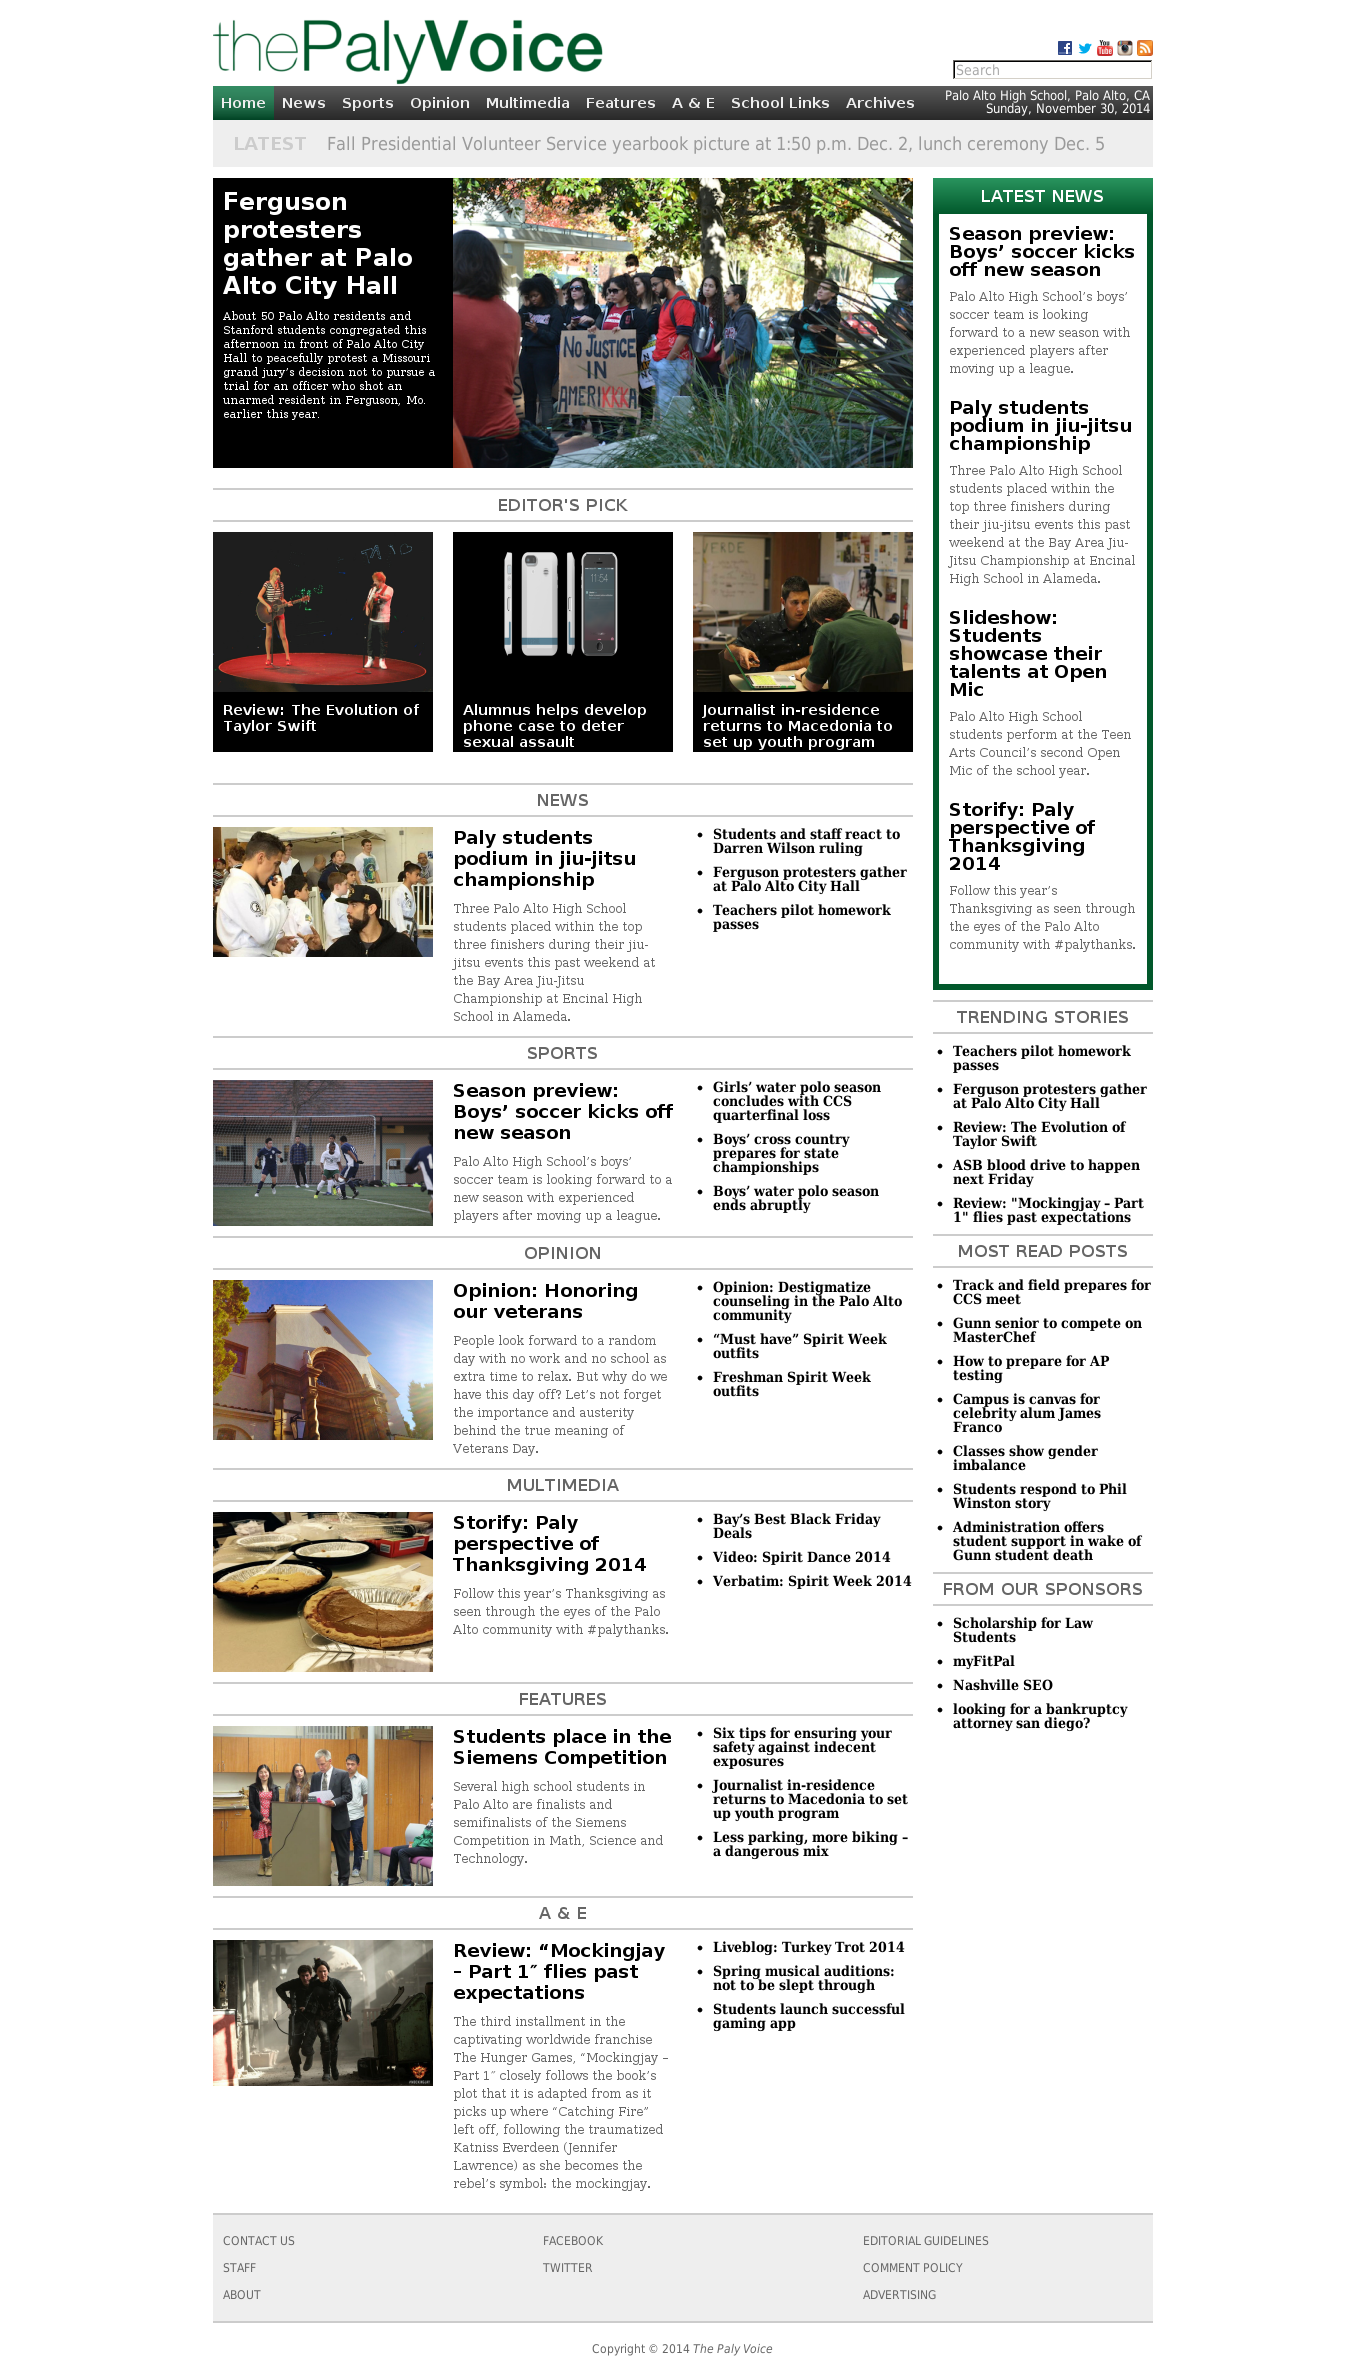 thePalyVoice
Search
Home News Sports Opinion Multimedia Features A & E School Links Archives
Palo Alto High School, Palo Alto, CA
Sunday, November 30, 2014
LATEST Fall Presidential Volunteer Service yearbook picture at 1:50 p.m. Dec. 2, lunch ceremony Dec. 5
Ferguson
protesters
gather at Palo
Alto City Hall
About 50 Palo Alto residents and
Stanford students congregated this
afternoon in front of Palo Alto City
Hall to peacefully protest a Missouri
grand jury’s decision not to pursue a
trial for an officer who shot an
unarmed resident in Ferguson, Mo.
earlier this year.
NO JUSTICE
IN
AMERIKKKA
EDITOR'S PICK
Review: The Evolution of
Taylor Swift
11:54
Alumnus helps develop
phone case to deter
sexual assault
VERDE
Journalist in-residence
returns to Macedonia to
set up youth program
NEWS
Paly students
podium in jiu-jitsu
championship
Three Palo Alto High School
students placed within the top
three finishers during their jiu-
jitsu events this past weekend at
the Bay Area Jiu-Jitsu
Championship at Encinal High
School in Alameda.
• Students and staff react to
Darren Wilson ruling
• Ferguson protesters gather
at Palo Alto City Hall
• Teachers pilot homework
passes
SPORTS
Season preview:
Boys’ soccer kicks off
new season
Palo Alto High School’s boys’
soccer team is looking forward to a
new season with experienced
players after moving up a league.
• Girls’ water polo season
concludes with CCS
quarterfinal loss
• Boys’ cross country
prepares for state
championships
• Boys’ water polo season
ends abruptly
OPINION
Opinion: Honoring
our veterans
People look forward to a random
day with no work and no school as
extra time to relax. But why do we
have this day off? Let’s not forget
the importance and austerity
behind the true meaning of
Veterans Day.
• Opinion: Destigmatize
counseling in the Palo Alto
community
• “Must have” Spirit Week
outfits
• Freshman Spirit Week
outfits
MULTIMEDIA
Storify: Paly
perspective of
Thanksgiving 2014
Follow this year’s Thanksgiving as
seen through the eyes of the Palo
Alto community with #palythanks.
• Bay’s Best Black Friday
Deals
• Video: Spirit Dance 2014
• Verbatim: Spirit Week 2014
FEATURES
Students place in the
Siemens Competition
Several high school students in
Palo Alto are finalists and
semifinalists of the Siemens
Competition in Math, Science and
Technology.
• Six tips for ensuring your
safety against indecent
exposures
• Journalist in-residence
returns to Macedonia to set
up youth program
• Less parking, more biking –
a dangerous mix
A & E
Review: “Mockingjay
– Part 1″ flies past
expectations
The third installment in the
captivating worldwide franchise
The Hunger Games, “Mockingjay –
Part 1″ closely follows the book’s
plot that it is adapted from as it
picks up where “Catching Fire”
left off, following the traumatized
Katniss Everdeen (Jennifer
Lawrence) as she becomes the
rebel’s symbol: the mockingjay.
• Liveblog: Turkey Trot 2014
• Spring musical auditions:
not to be slept through
• Students launch successful
gaming app
LATEST NEWS
Season preview:
Boys’ soccer kicks
off new season
Palo Alto High School’s boys’
soccer team is looking
forward to a new season with
experienced players after
moving up a league.
Paly students
podium in jiu-jitsu
championship
Three Palo Alto High School
students placed within the
top three finishers during
their jiu-jitsu events this past
weekend at the Bay Area Jiu-
Jitsu Championship at Encinal
High School in Alameda.
Slideshow:
Students
showcase their
talents at Open
Mic
Palo Alto High School
students perform at the Teen
Arts Council’s second Open
Mic of the school year.
Storify: Paly
perspective of
Thanksgiving
2014
Follow this year’s
Thanksgiving as seen through
the eyes of the Palo Alto
community with #palythanks.
TRENDING STORIES
• Teachers pilot homework
passes
• Ferguson protesters gather
at Palo Alto City Hall
• Review: The Evolution of
Taylor Swift
• ASB blood drive to happen
next Friday
• Review: "Mockingjay – Part
1" flies past expectations
MOST READ POSTS
• Track and field prepares for
CCS meet
• Gunn senior to compete on
MasterChef
• How to prepare for AP
testing
• Campus is canvas for
celebrity alum James
Franco
• Classes show gender
imbalance
• Students respond to Phil
Winston story
• Administration offers
student support in wake of
Gunn student death
FROM OUR SPONSORS
• Scholarship for Law
Students
• myFitPal
• Nashville SEO
• looking for a bankruptcy
attorney san diego?
CONTACT US
STAFF
ABOUT
FACEBOOK
TWITTER
EDITORIAL GUIDELINES
COMMENT POLICY
ADVERTISING
Copyright © 2014 The Paly Voice